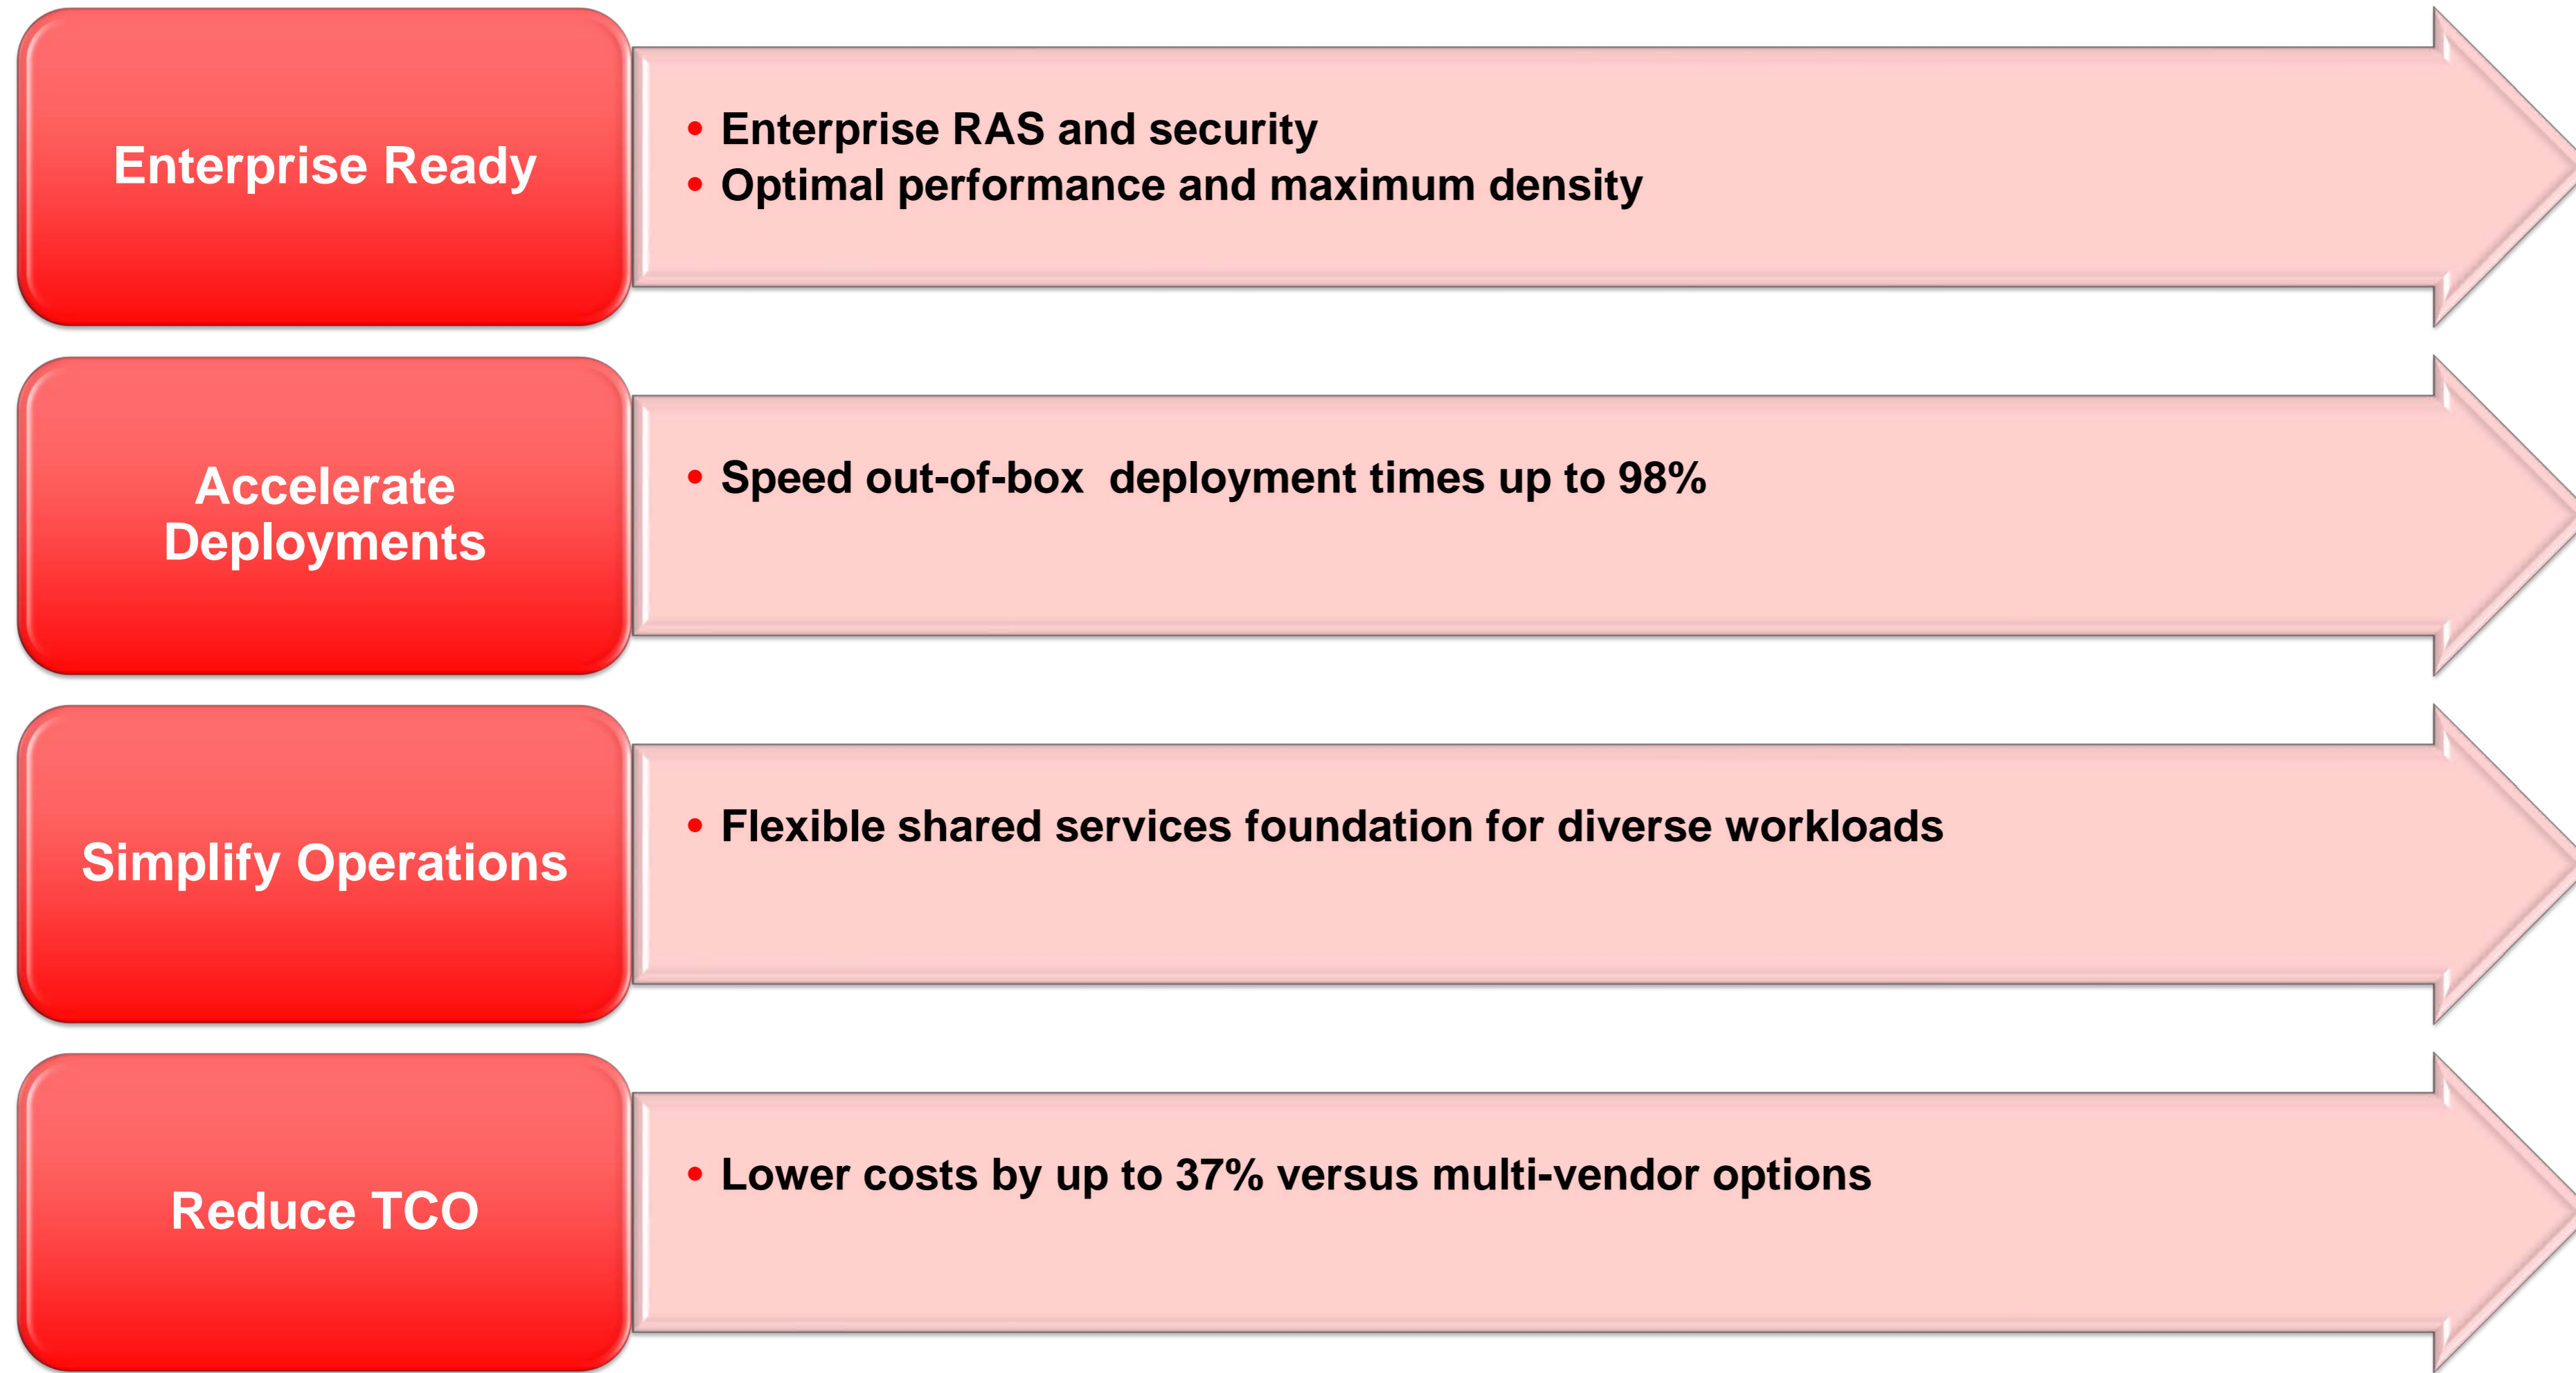 Enterprise Ready
• Enterprise RAS and security
• Optimal performance and maximum density
Accelerate
Deployments
• Speed out-of-box  deployment times up to 98%
Simplify Operations
• Flexible shared services foundation for diverse workloads
Reduce TCO
• Lower costs by up to 37% versus multi-vendor options